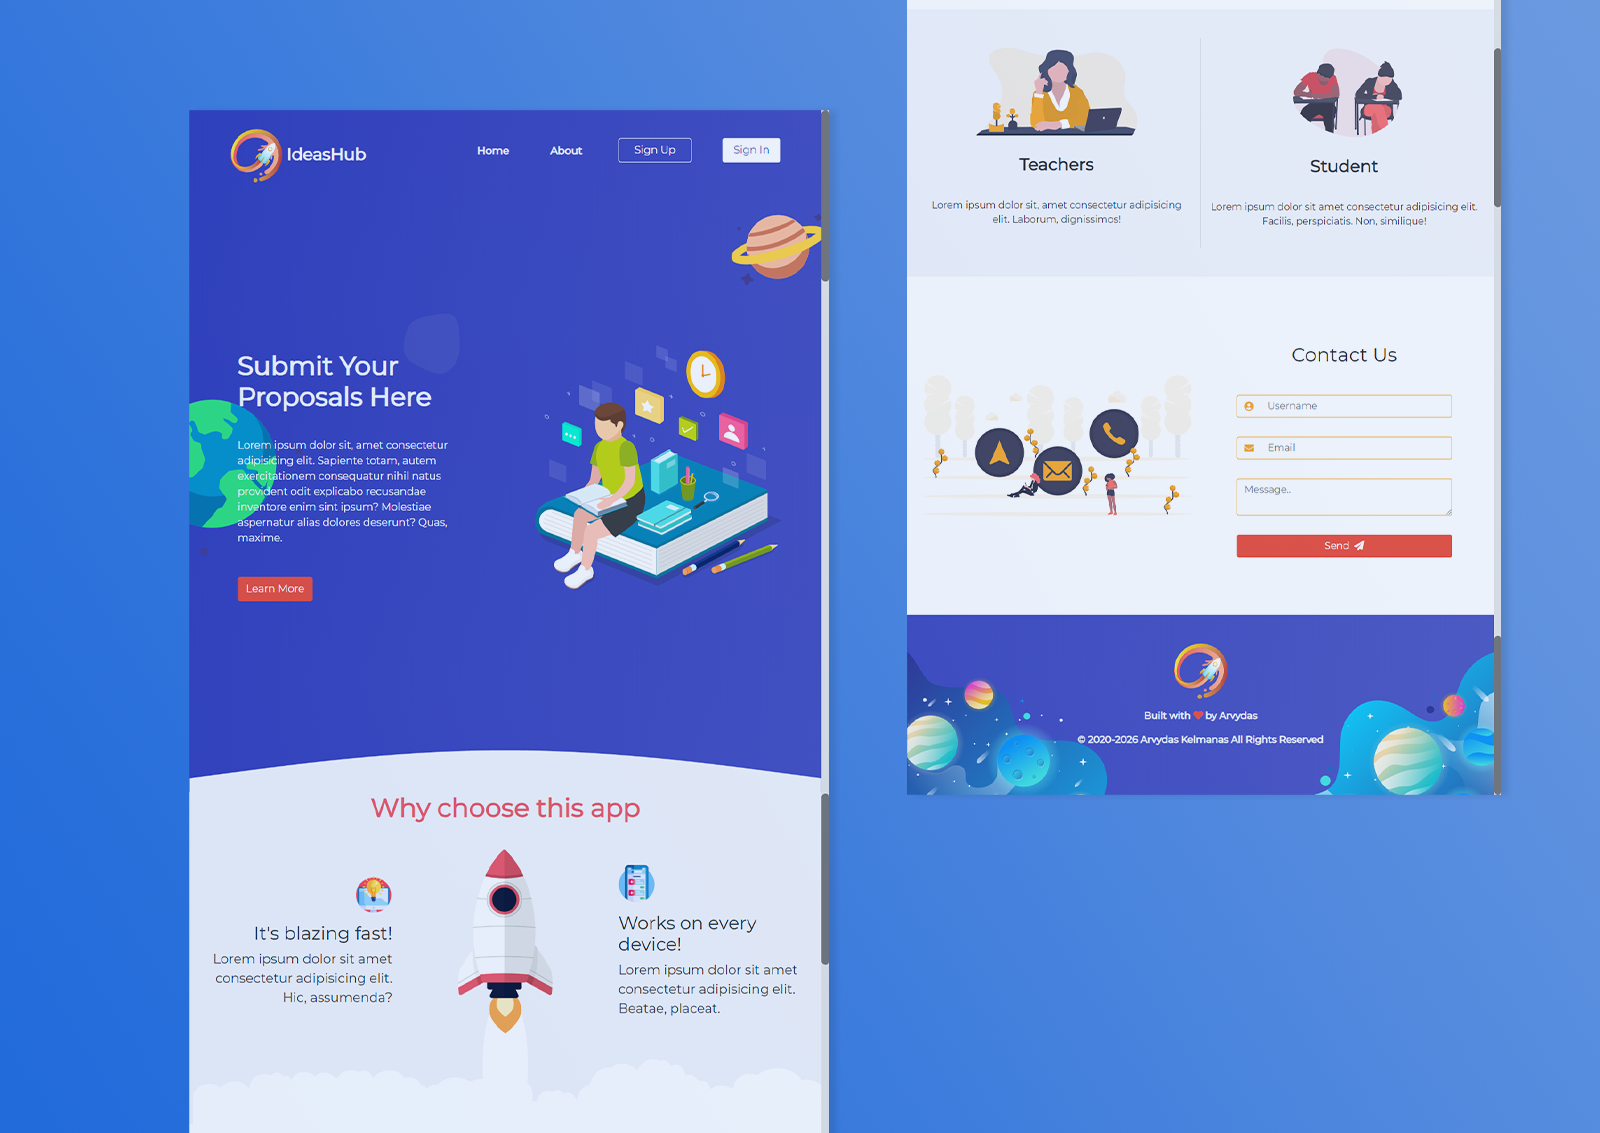 IdeasHub
Home
About
Sign Up
Sign In
Submit Your
Proposals Here
Lorem ipsum dolor sit, amet consectetur
adipisicing elit. Sapiente totam, autem
exercitationem consequatur nihil natus
provident odit explicabo recusandae
inventore enim sint ipsum? Molestiae
aspernatur alias dolores deserunt? Quas,
maxime.
Learn More
Why choose this app
It's blazing fast!
Lorem ipsum dolor sit amet
consectetur adipisicing elit.
Hic, assumenda?
Works on every
device!
Lorem ipsum dolor sit amet
consectetur adipisicing elit.
Beatae, placeat.
Teachers
Lorem ipsum dolor sit, amet consectetur adipisicing
elit. Laborum, dignissimos!
Student
Lorem ipsum dolor sit amet consectetur adipisicing elit.
Facilis, perspiciatis. Non, similique!
Contact Us
Username
Email
Message..
Send
Built with ❤ by Arvydas
© 2020-2026 Arvydas Kelmanas All Rights Reserved